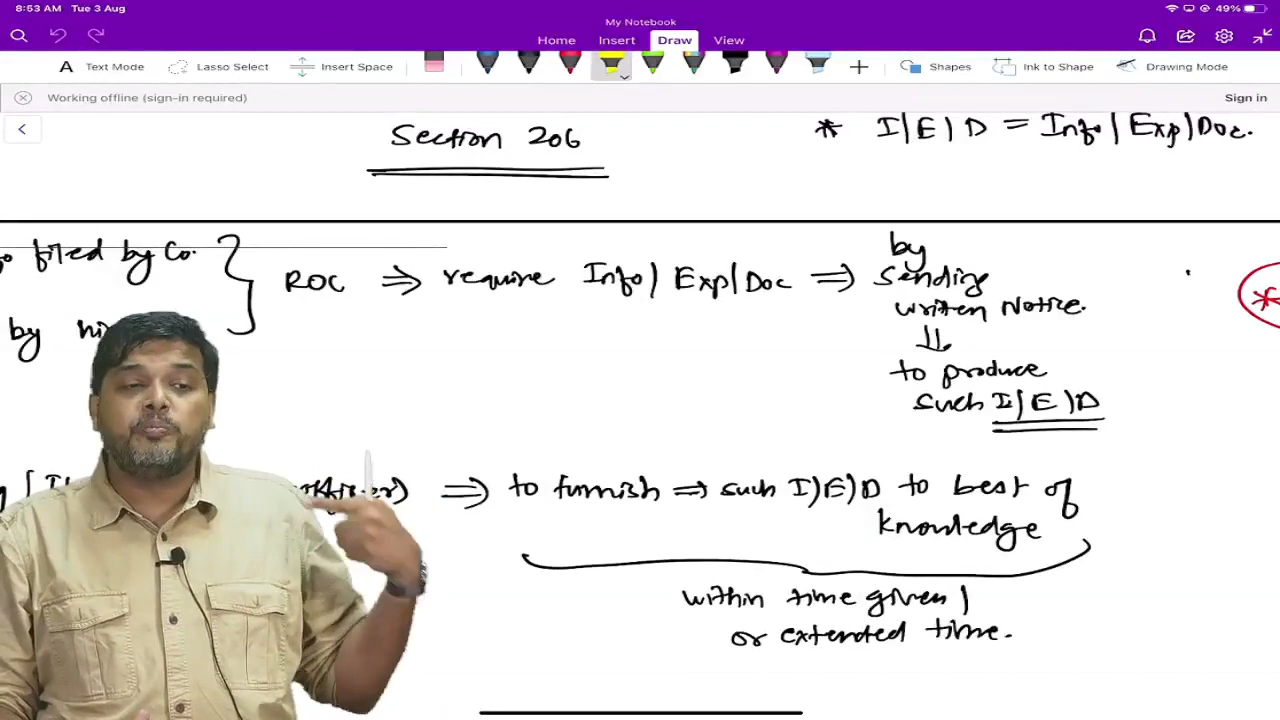 8:53 AM Tue 3 Aug
49%
My Notebook
Home Insert Draw View
Text Mode Lasso Select Insert Space Shapes Ink to Shape Drawing Mode
Working offline (sign-in required) Sign in
Section 206
* I/E/D = Info/Exp/Doc.
filed by Co.
by
ROC ⇒ require Info/Exp/Doc ⇒ by
sending
written Notice.
⇓
to produce
such I/E/D
⇒ to furnish ⇒ such I/E/D to best of
knowledge
within time given /
or extended time.